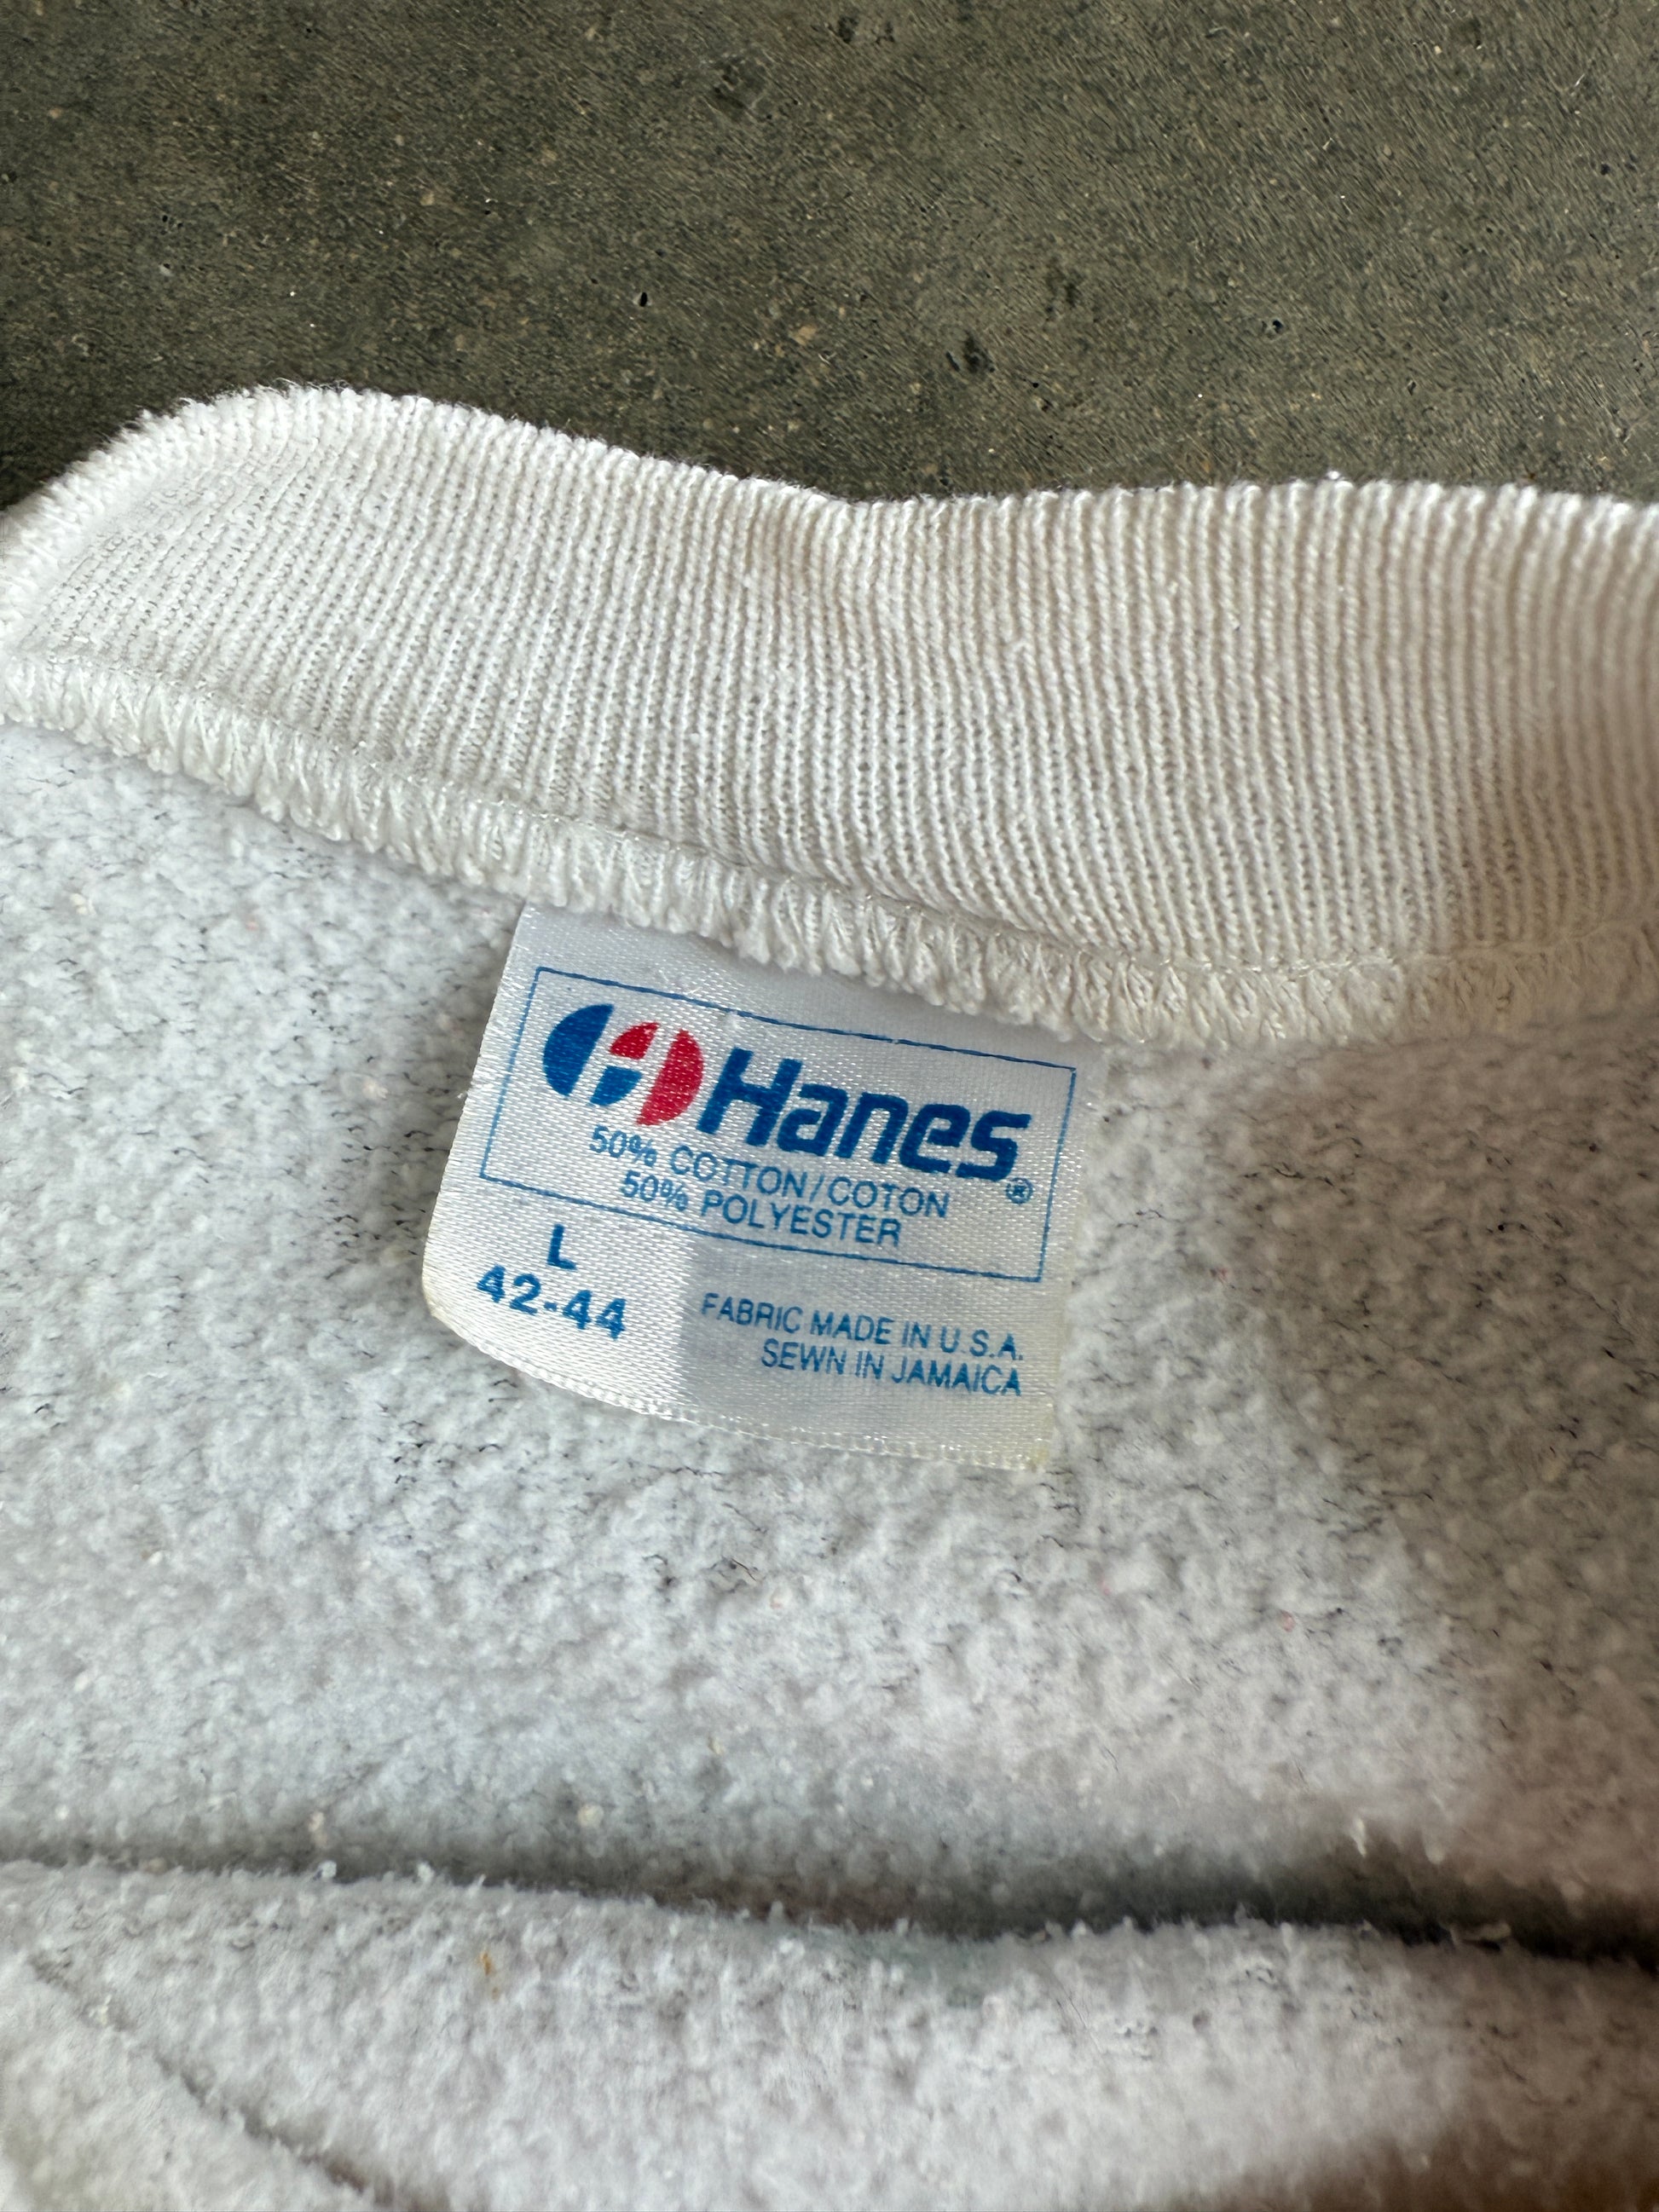 Hanes®
50% COTTON/COTON
50% POLYESTER
L
42-44
FABRIC MADE IN U.S.A.
SEWN IN JAMAICA